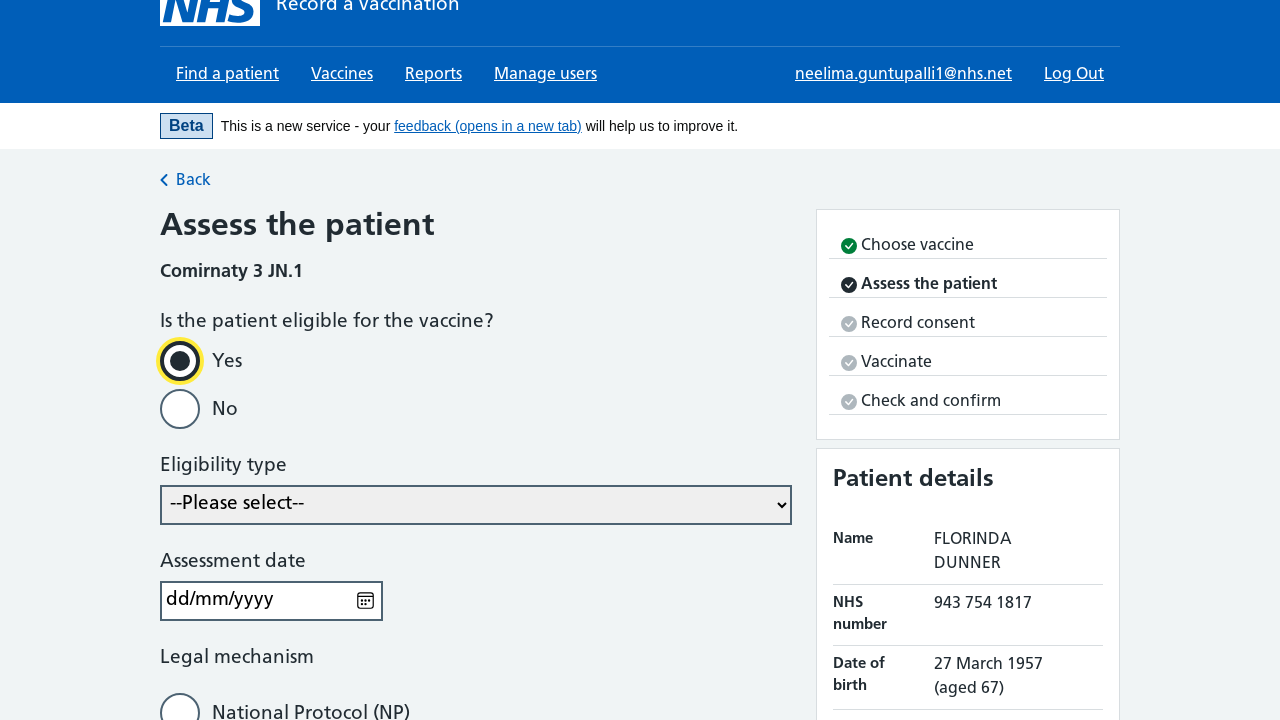 NHS Record a vaccination
Find a patient Vaccines Reports Manage users neelima.guntupalli1@nhs.net Log Out
Beta This is a new service - your feedback (opens in a new tab) will help us to improve it.
Back
Assess the patient
Comirnaty 3 JN.1
Is the patient eligible for the vaccine?
Yes
No
Eligibility type
--Please select--
Assessment date
dd/mm/yyyy
Legal mechanism
National Protocol (NP)
Choose vaccine
Assess the patient
Record consent
Vaccinate
Check and confirm
Patient details
Name FLORINDA
DUNNER
NHS 943 754 1817
number
Date of 27 March 1957
birth (aged 67)